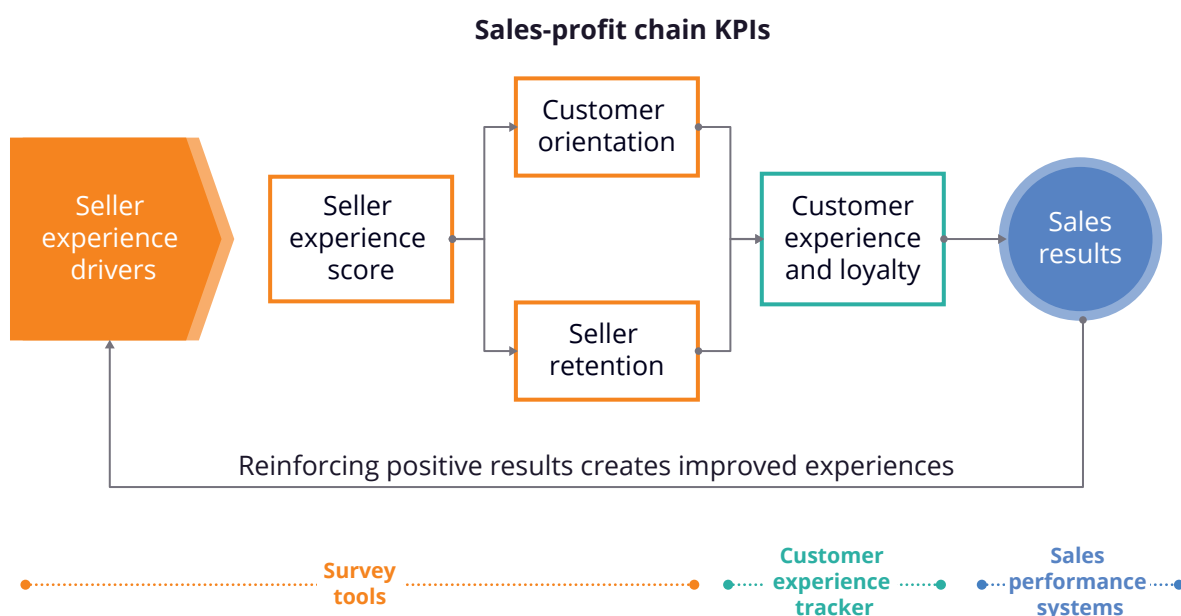 Sales-profit chain KPIs
Seller
experience
drivers
Seller
experience
score
Customer
orientation
Seller
retention
Customer
experience
and loyalty
Sales
results
Reinforcing positive results creates improved experiences
Survey
tools
Customer
experience
tracker
Sales
performance
systems